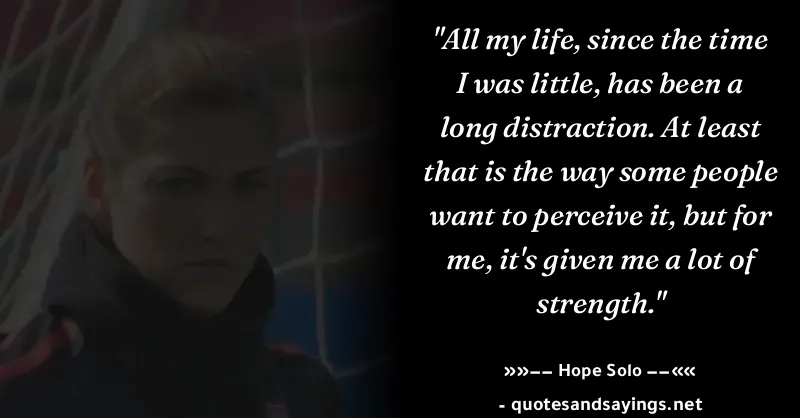 "All my life, since the time
I was little, has been a
long distraction. At least
that is the way some people
want to perceive it, but for
me, it's given me a lot of
strength."
»»−− Hope Solo −−««
- quotesandsayings.net